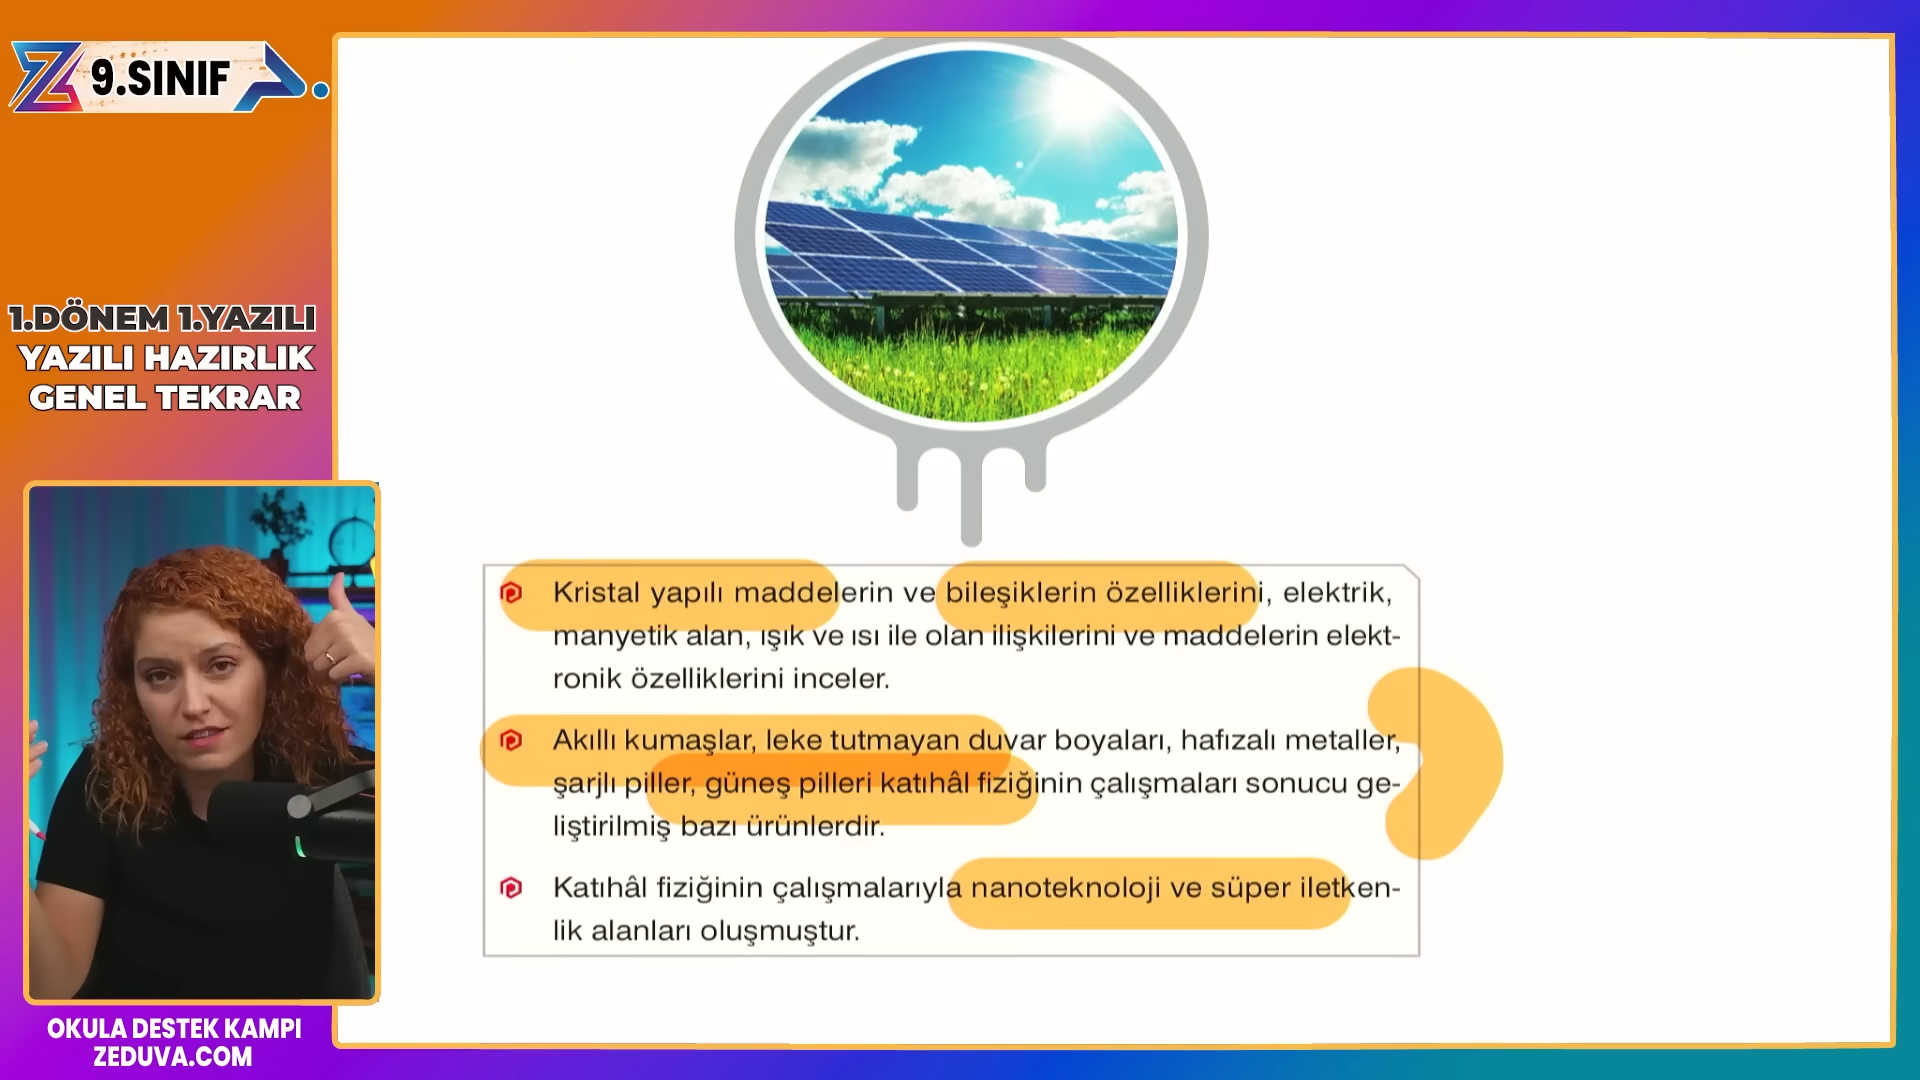 9.SINIF
1.DÖNEM 1.YAZILI
YAZILI HAZIRLIK
GENEL TEKRAR
Kristal yapılı maddelerin ve bileşiklerin özelliklerini, elektrik,
manyetik alan, ışık ve ısı ile olan ilişkilerini ve maddelerin elekt-
ronik özelliklerini inceler.
Akıllı kumaşlar, leke tutmayan duvar boyaları, hafızalı metaller,
şarjlı piller, güneş pilleri katıhâl fiziğinin çalışmaları sonucu ge-
liştirilmiş bazı ürünlerdir.
Katıhâl fiziğinin çalışmalarıyla nanoteknoloji ve süper iletken-
lik alanları oluşmuştur.
OKULA DESTEK KAMPI
ZEDUVA.COM